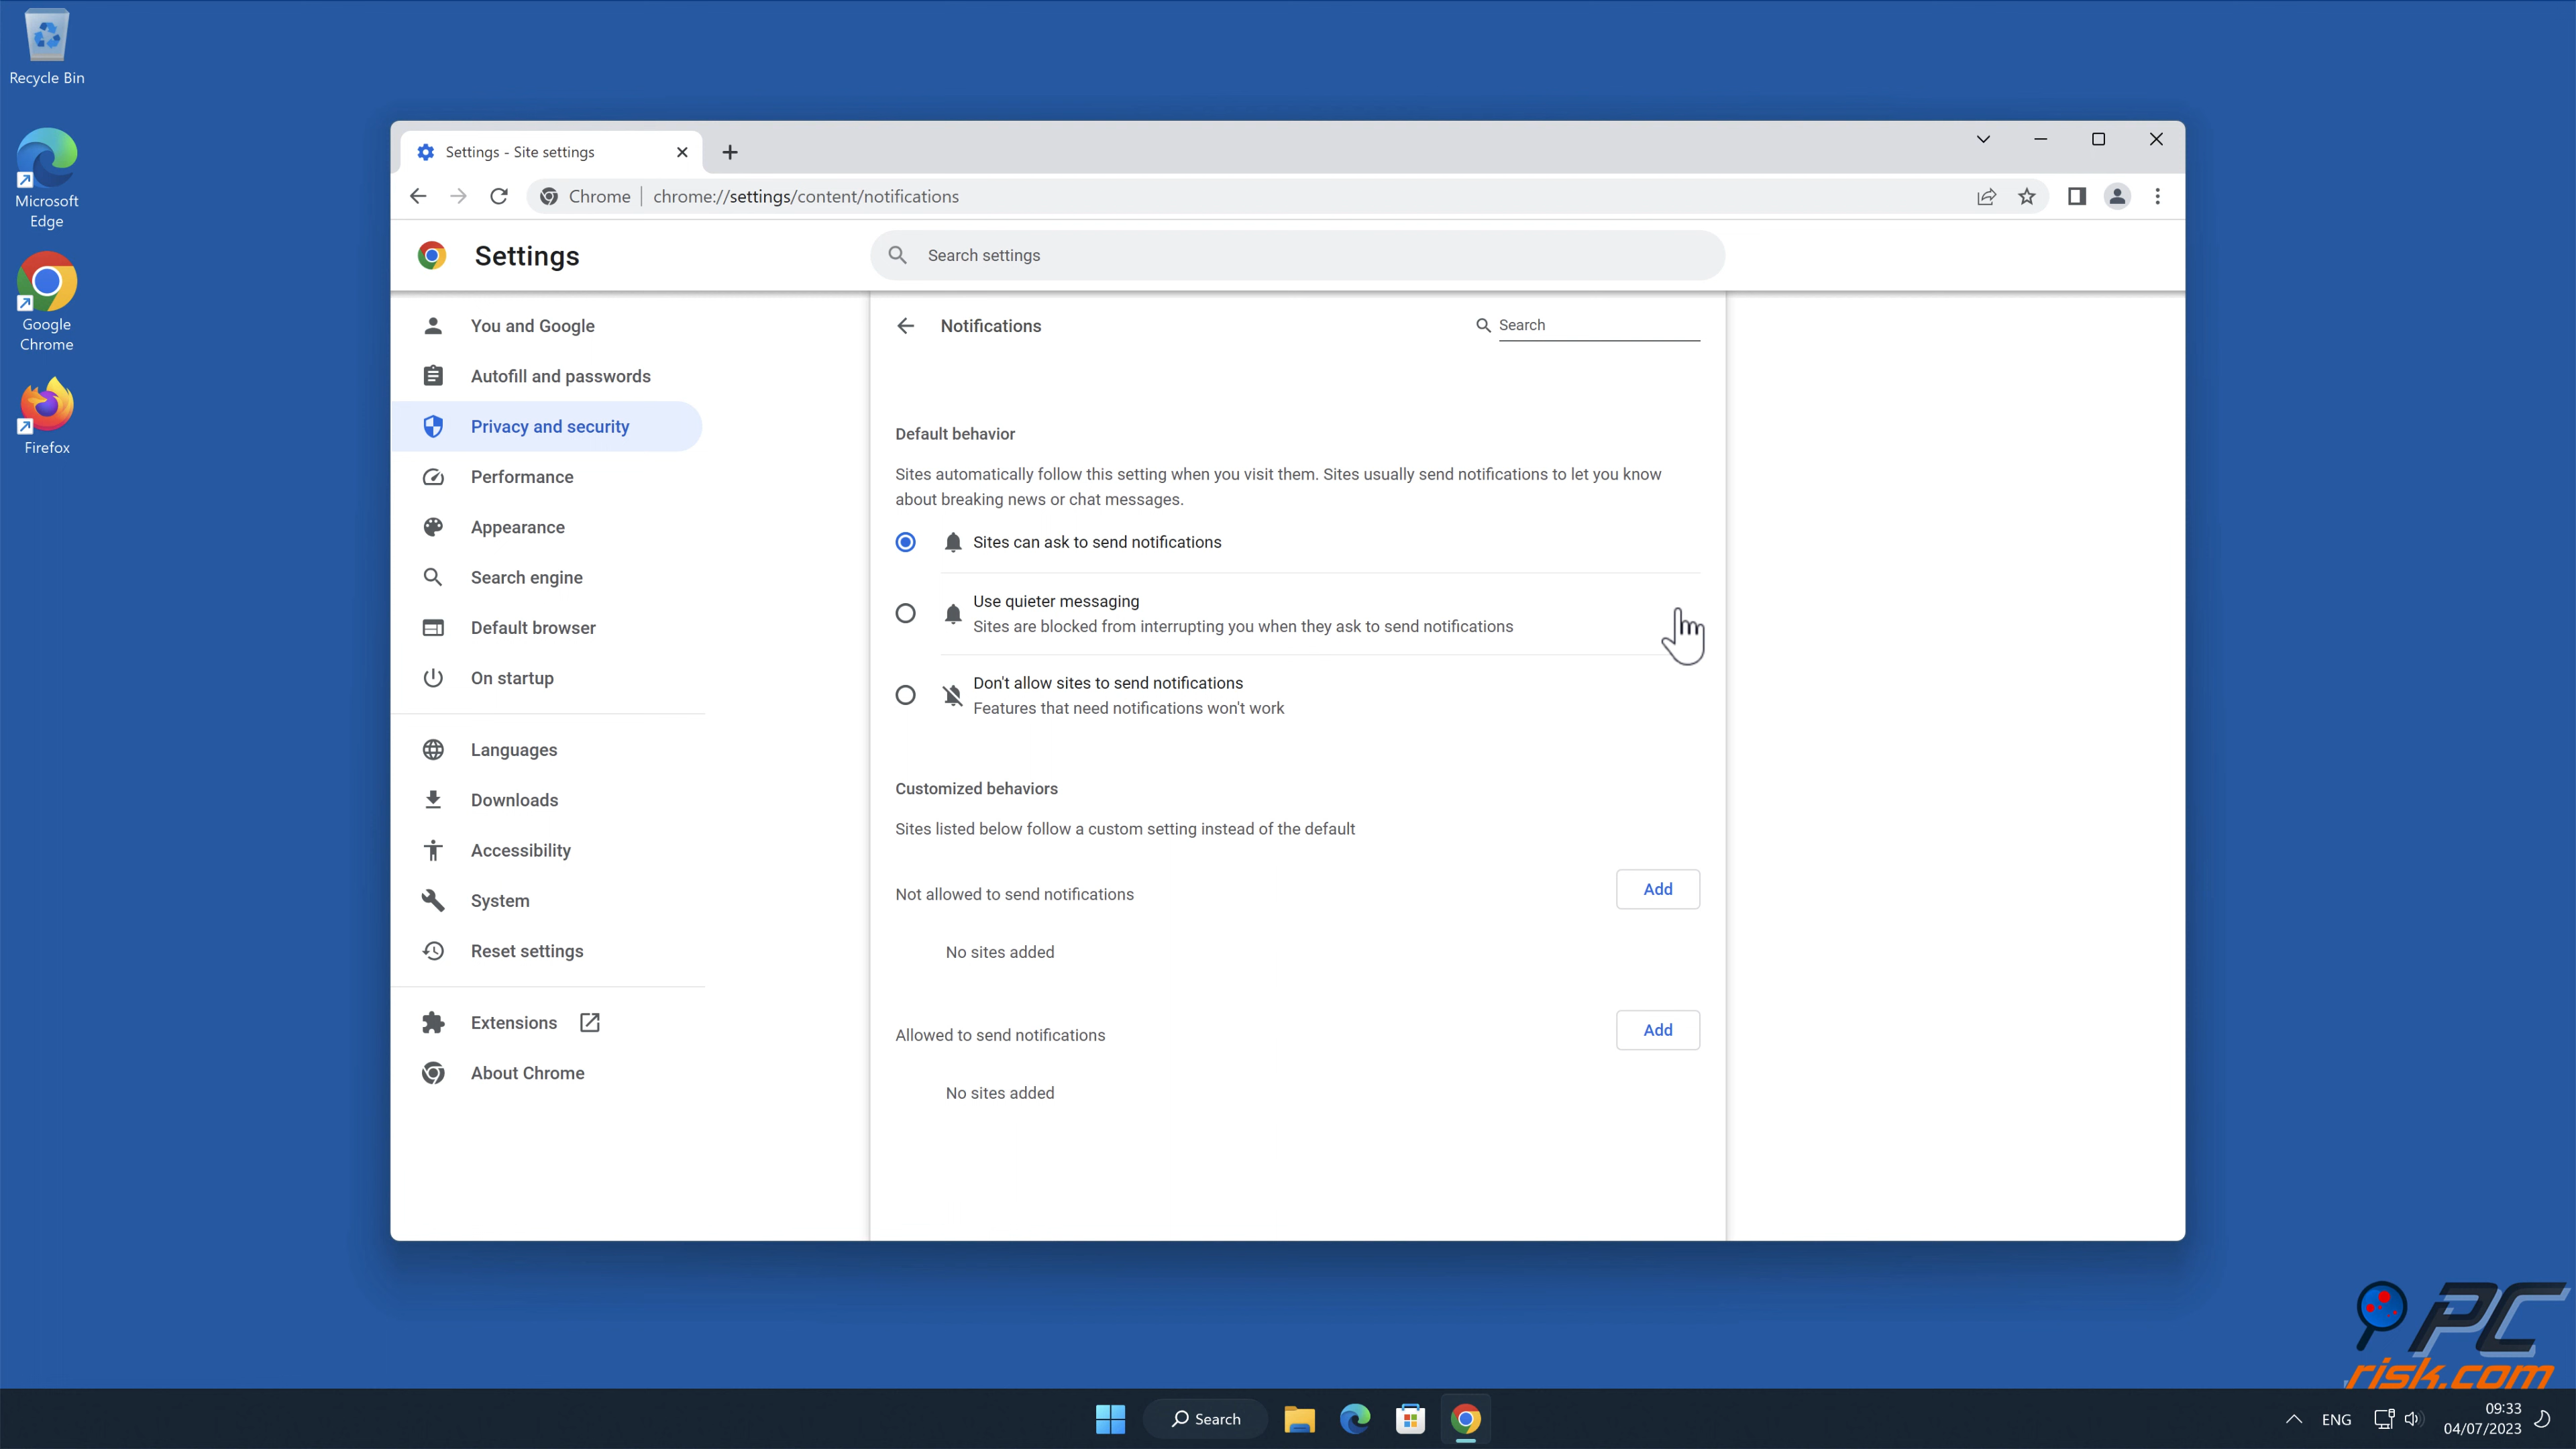 Recycle Bin
Microsoft
Edge
Google
Chrome
Firefox
Settings - Site settings
Chrome
chrome://settings/content/notifications
Settings
Search settings
You and Google
Autofill and passwords
Privacy and security
Performance
Appearance
Search engine
Default browser
On startup
Languages
Downloads
Accessibility
System
Reset settings
Extensions
About Chrome
Notifications
Search
Default behavior
Sites automatically follow this setting when you visit them. Sites usually send notifications to let you know
about breaking news or chat messages.
Sites can ask to send notifications
Use quieter messaging
Sites are blocked from interrupting you when they ask to send notifications
Don't allow sites to send notifications
Features that need notifications won't work
Customized behaviors
Sites listed below follow a custom setting instead of the default
Not allowed to send notifications
Add
No sites added
Allowed to send notifications
Add
No sites added
PC
risk.com
Search
ENG
09:33
04/07/2023